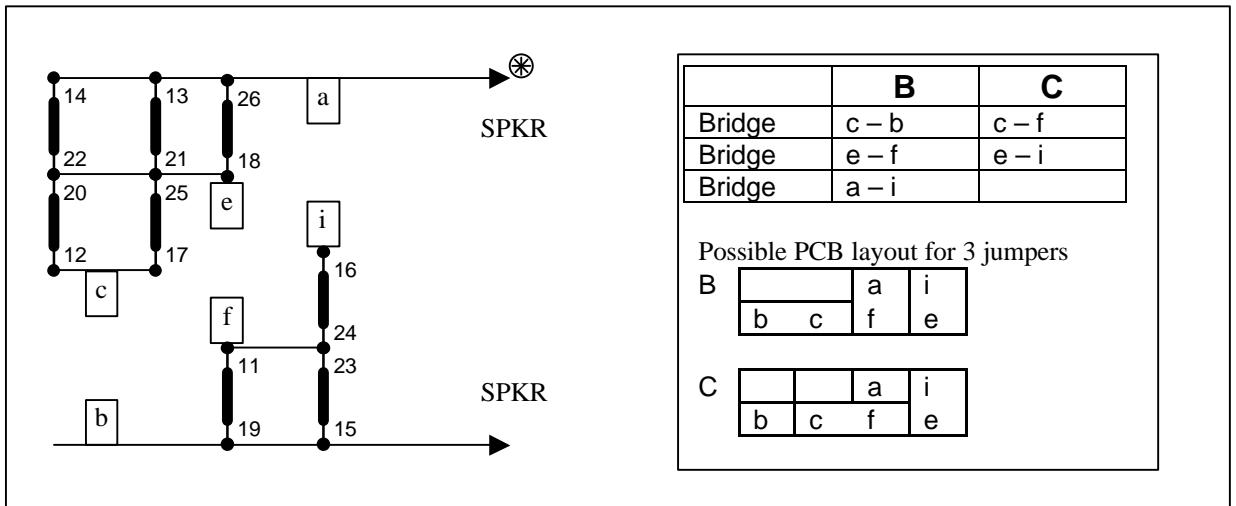 14 13 26 a SPKR
22 21 18
20 25 e i
12 17 16
c f 24
11 23 SPKR
b 19 15
B C
Bridge c – b c – f
Bridge e – f e – i
Bridge a – i
Possible PCB layout for 3 jumpers
B a i
b c f e
C a i
b c f e